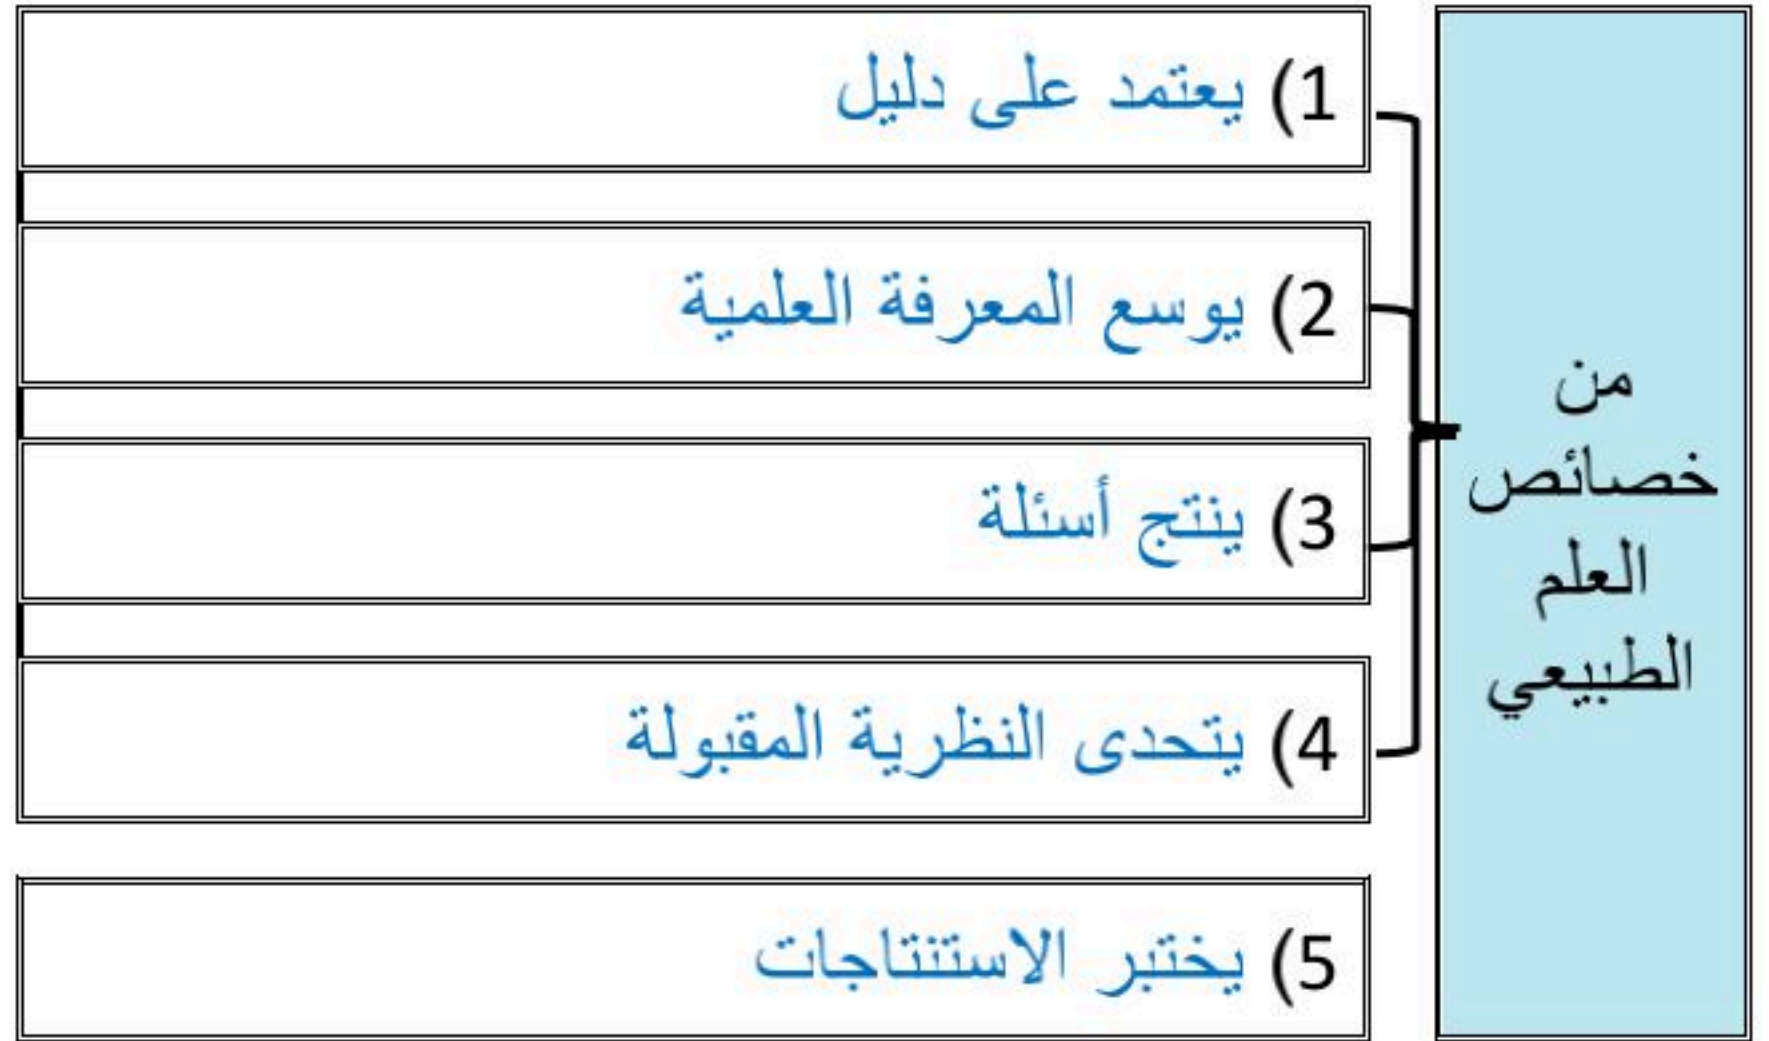 من
خصائص
العلم
الطبيعي
1) يعتمد على دليل
2) يوسع المعرفة العلمية
3) ينتج أسئلة
4) يتحدى النظرية المقبولة
5) يختبر الاستنتاجات